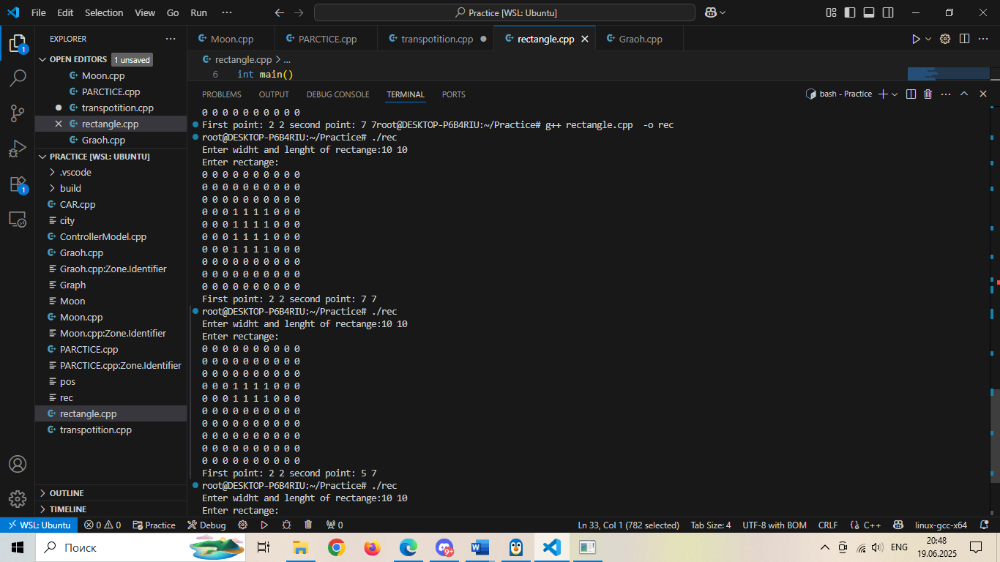 File Edit Selection View Go Run ··· Practice [WSL: Ubuntu]
EXPLORER ···
OPEN EDITORS 1 unsaved
Moon.cpp
PARCTICE.cpp
transpotition.cpp
rectangle.cpp
Graoh.cpp
PRACTICE [WSL: UBUNTU]
.vscode
build
CAR.cpp
city
ControllerModel.cpp
Graoh.cpp
Graoh.cpp:Zone.Identifier
Graph
Moon
Moon.cpp
Moon.cpp:Zone.Identifier
PARCTICE.cpp
PARCTICE.cpp:Zone.Identifier
pos
rec
rectangle.cpp
transpotition.cpp
OUTLINE
TIMELINE
1
1
Moon.cpp PARCTICE.cpp transpotition.cpp rectangle.cpp Graoh.cpp
rectangle.cpp > ...
6 int main()
PROBLEMS OUTPUT DEBUG CONSOLE TERMINAL PORTS bash - Practice
0 0 0 0 0 0 0 0 0 0
First point: 2 2 second point: 7 7root@DESKTOP-P6B4RIU:~/Practice# g++ rectangle.cpp  -o rec
root@DESKTOP-P6B4RIU:~/Practice# ./rec
Enter widht and lenght of rectange:10 10
Enter rectange:
0 0 0 0 0 0 0 0 0 0
0 0 0 0 0 0 0 0 0 0
0 0 0 0 0 0 0 0 0 0
0 0 0 1 1 1 1 0 0 0
0 0 0 1 1 1 1 0 0 0
0 0 0 1 1 1 1 0 0 0
0 0 0 1 1 1 1 0 0 0
0 0 0 0 0 0 0 0 0 0
0 0 0 0 0 0 0 0 0 0
0 0 0 0 0 0 0 0 0 0
First point: 2 2 second point: 7 7
root@DESKTOP-P6B4RIU:~/Practice# ./rec
Enter widht and lenght of rectange:10 10
Enter rectange:
0 0 0 0 0 0 0 0 0 0
0 0 0 0 0 0 0 0 0 0
0 0 0 0 0 0 0 0 0 0
0 0 0 1 1 1 1 0 0 0
0 0 0 1 1 1 1 0 0 0
0 0 0 0 0 0 0 0 0 0
0 0 0 0 0 0 0 0 0 0
0 0 0 0 0 0 0 0 0 0
0 0 0 0 0 0 0 0 0 0
0 0 0 0 0 0 0 0 0 0
First point: 2 2 second point: 5 7
root@DESKTOP-P6B4RIU:~/Practice# ./rec
Enter widht and lenght of rectange:10 10
Enter rectange:
WSL: Ubuntu 0 0 Practice Debug 0 Ln 33, Col 1 (782 selected) Tab Size: 4 UTF-8 with BOM CRLF {} C++ linux-gcc-x64
Поиск 9+ ENG 20:48
19.06.2025